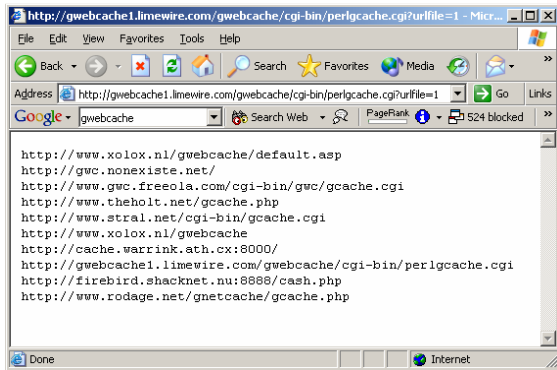 http://gwebcache1.limewire.com/gwebcache/cgi-bin/perlgcache.cgi?urlfile=1 - Micr...
File Edit View Favorites Tools Help
Back Search Favorites Media
Address http://gwebcache1.limewire.com/gwebcache/cgi-bin/perlgcache.cgi?urlfile=1 Go Links
Google gwebcache Search Web PageRank 524 blocked
http://www.xolox.nl/gwebcache/default.asp
http://gwc.nonexiste.net/
http://www.gwc.freeola.com/cgi-bin/gwc/gcache.cgi
http://www.theholt.net/gcache.php
http://www.stral.net/cgi-bin/gcache.cgi
http://www.xolox.nl/gwebcache
http://cache.warrink.ath.cx:8000/
http://gwebcache1.limewire.com/gwebcache/cgi-bin/perlgcache.cgi
http://firebird.shacknet.nu:8888/cash.php
http://www.rodage.net/gnetcache/gcache.php
Done Internet